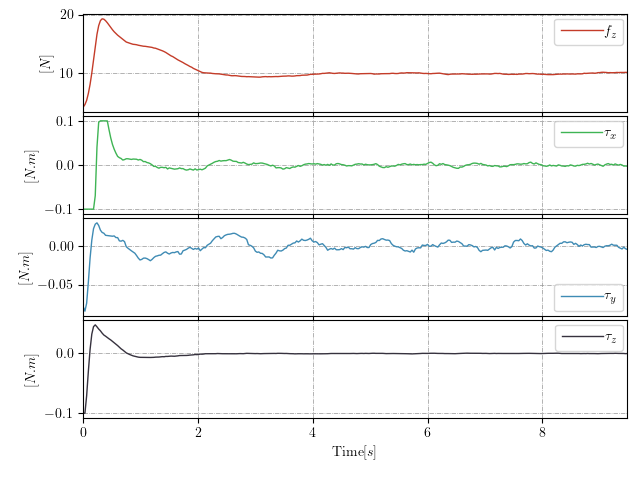 20
10
[N]
f_z
0.1
0.0
−0.1
[N.m]
τ_x
0.00
−0.05
[N.m]
τ_y
0.0
−0.1
[N.m]
τ_z
0 2 4 6 8
Time[s]